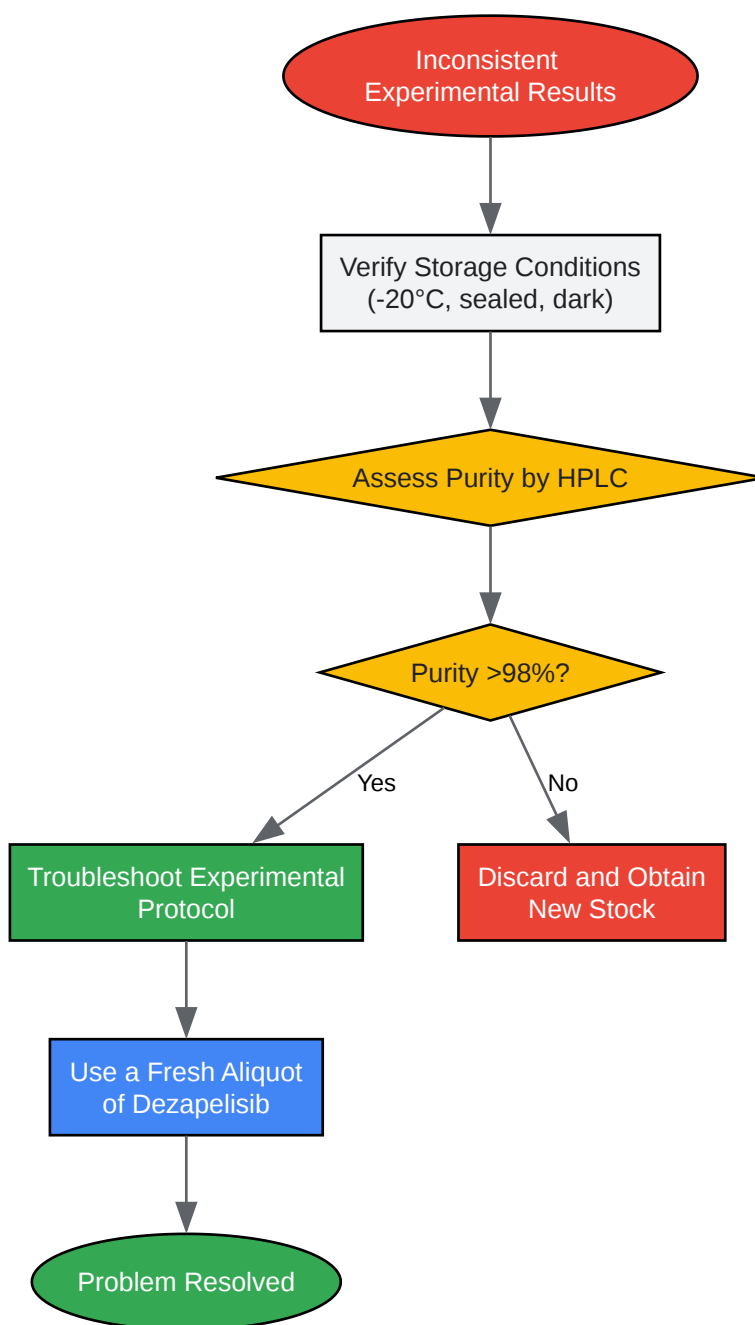 Inconsistent
Experimental Results
Verify Storage Conditions
(-20°C, sealed, dark)
Assess Purity by HPLC
Purity >98%?
Yes
No
Troubleshoot Experimental
Protocol
Discard and Obtain
New Stock
Use a Fresh Aliquot
of Dezapelisib
Problem Resolved